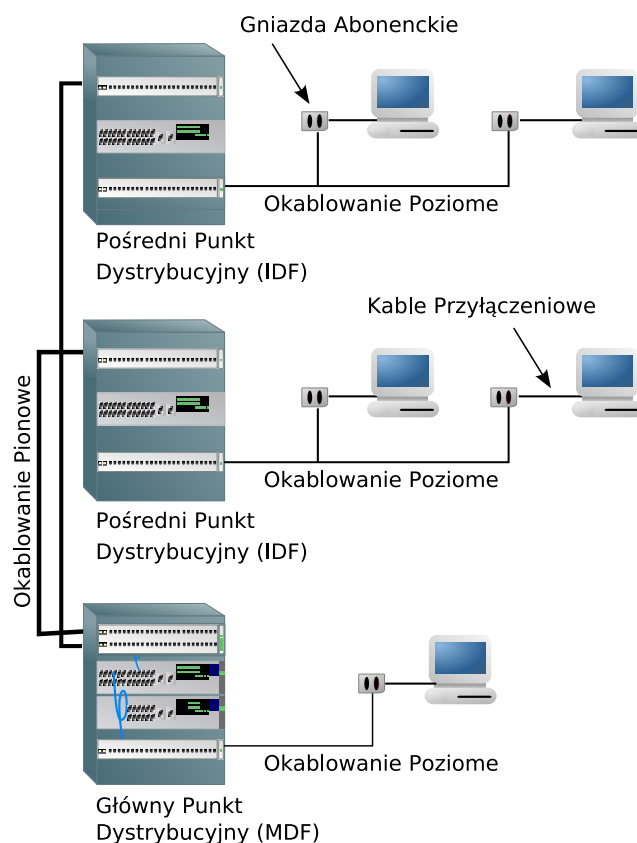 Gniazda Abonenckie
Okablowanie Poziome
Pośredni Punkt
Dystrybucyjny (IDF)
Kable Przyłączeniowe
Okablowanie Pionowe
Okablowanie Poziome
Pośredni Punkt
Dystrybucyjny (IDF)
Okablowanie Poziome
Główny Punkt
Dystrybucyjny (MDF)